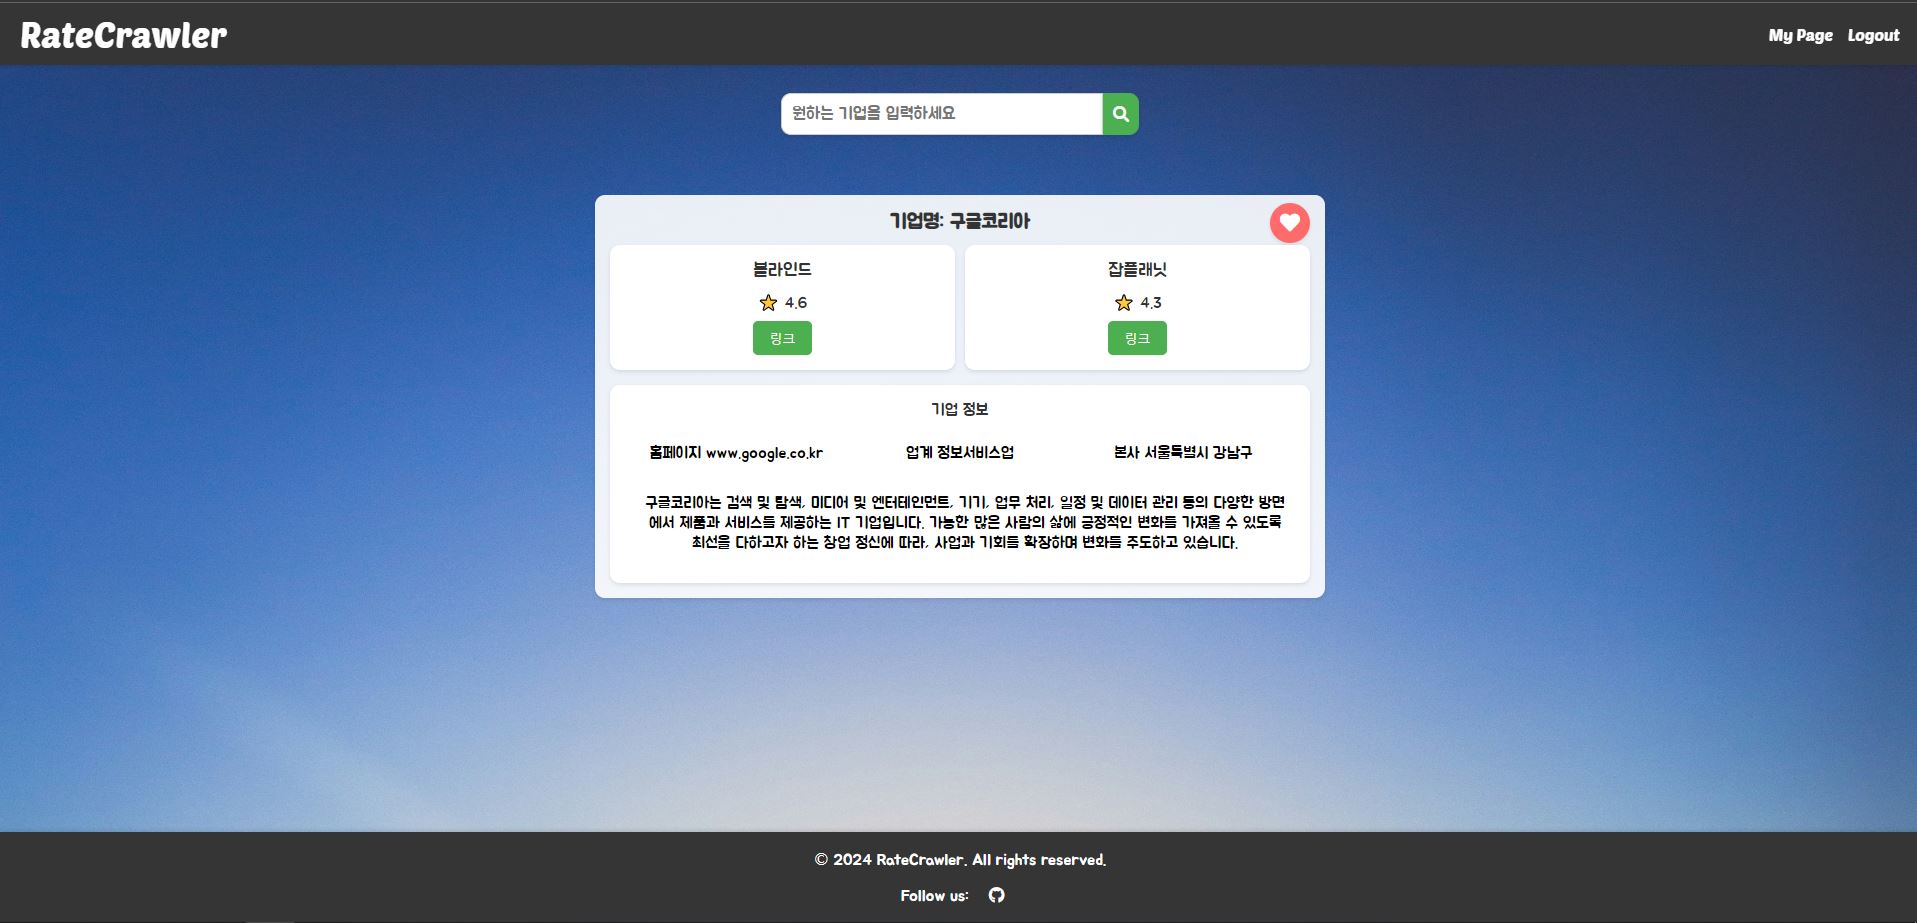 RateCrawler
My Page Logout
원하는 기업을 입력하세요
기업명: 구글코리아
블라인드
4.6
링크
잡플래닛
4.3
링크
기업 정보
홈페이지 www.google.co.kr
업계 정보서비스업
본사 서울특별시 강남구
구글코리아는 검색 및 탐색, 미디어 및 엔터테인먼트, 기기, 업무 처리, 일정 및 데이터 관리 등의 다양한 방면
에서 제품과 서비스를 제공하는 IT 기업입니다. 가능한 많은 사람의 삶에 긍정적인 변화를 가져올 수 있도록
최선을 다하고자 하는 창업 정신에 따라, 사업과 기회를 확장하며 변화를 주도하고 있습니다.
© 2024 RateCrawler. All rights reserved.
Follow us: